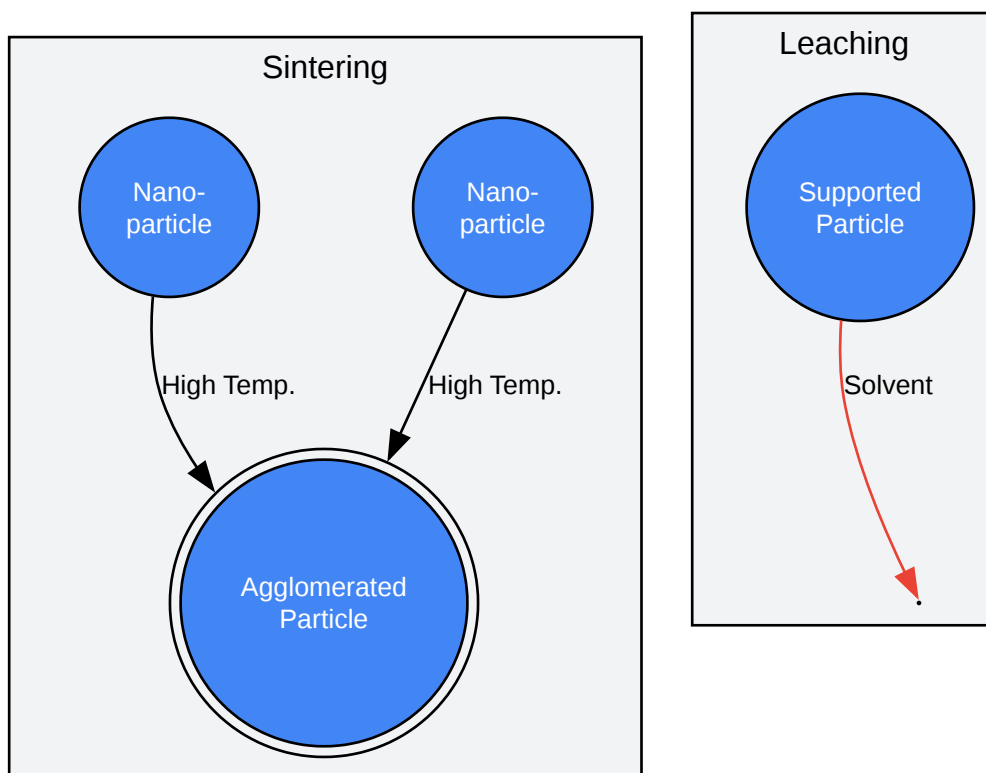 Sintering
Nano-
particle
Nano-
particle
High Temp.
High Temp.
Agglomerated
Particle
Leaching
Supported
Particle
Solvent